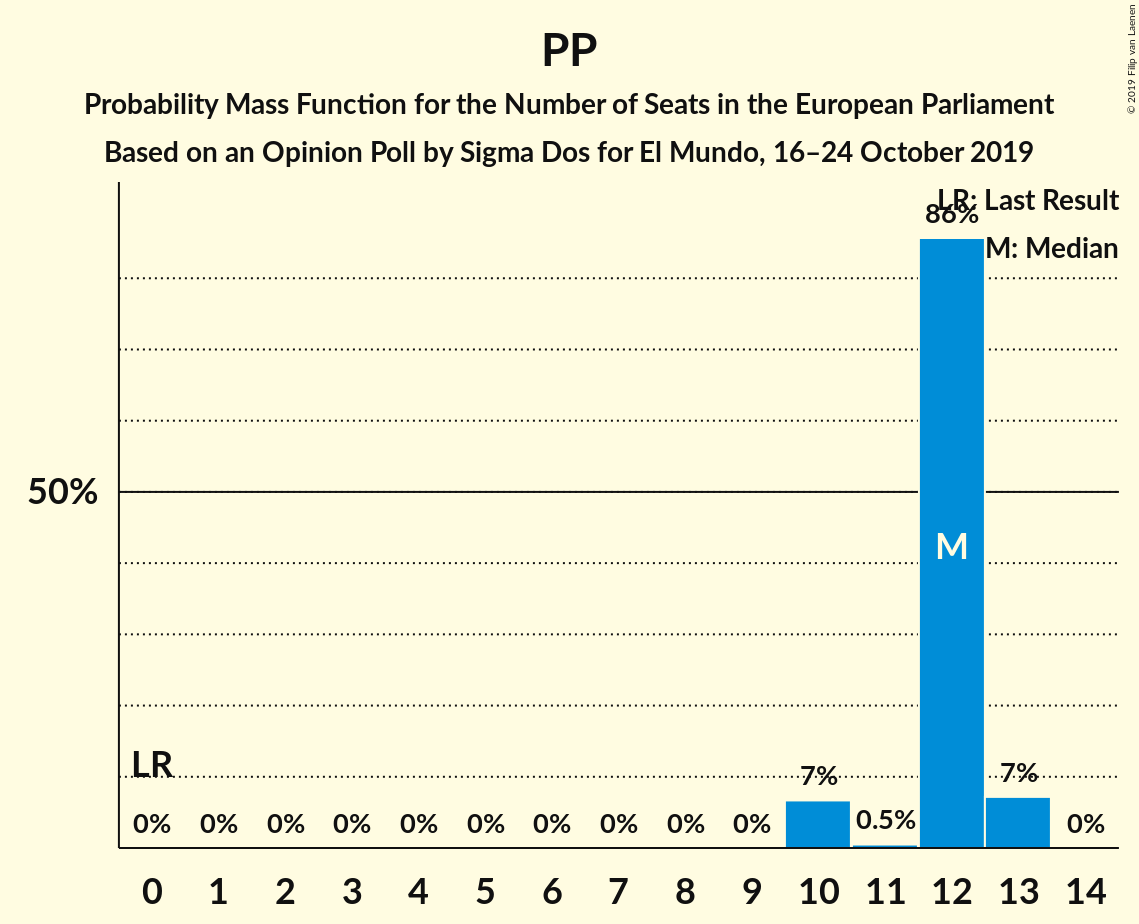 PP
Probability Mass Function for the Number of Seats in the European Parliament
Based on an Opinion Poll by Sigma Dos for El Mundo, 16–24 October 2019
© 2019 Filip van Laenen
LR: Last Result
M: Median
86%
50%
M
LR
0% 0% 0% 0% 0% 0% 0% 0% 0% 0% 7% 0.5% 7% 0%
0 1 2 3 4 5 6 7 8 9 10 11 12 13 14